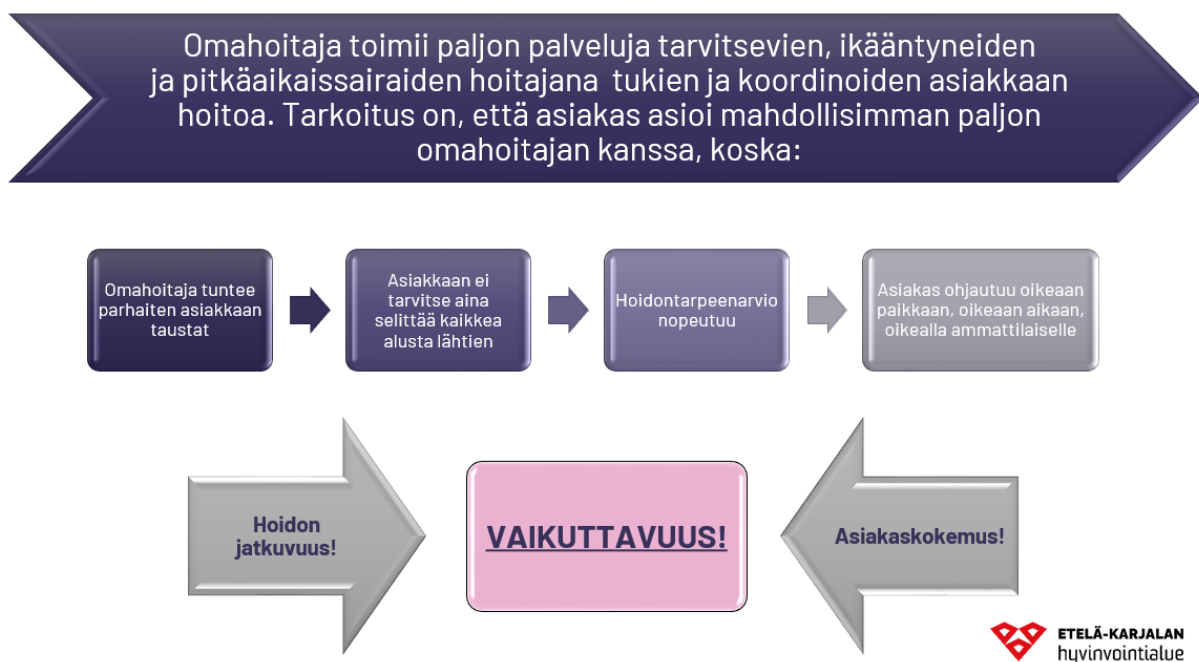 Omahoitaja toimii paljon palveluja tarvitsevien, ikääntyneiden
ja pitkäaikaissairaiden hoitajana tukien ja koordinoiden asiakkaan
hoitoa. Tarkoitus on, että asiakas asioi mahdollisimman paljon
omahoitajan kanssa, koska:
Omahoitaja tuntee
parhaiten asiakkaan
taustat
Asiakkaan ei
tarvitse aina
selittää kaikkea
alusta lähtien
Hoidontarpeenarvio
nopeutuu
Asiakas ohjautuu oikeaan
paikkaan, oikeaan aikaan,
oikealla ammattilaiselle
Hoidon
jatkuvuus!
VAIKUTTAVUUS!
Asiakaskokemus!
ETELÄ-KARJALAN
hyvinvointialue